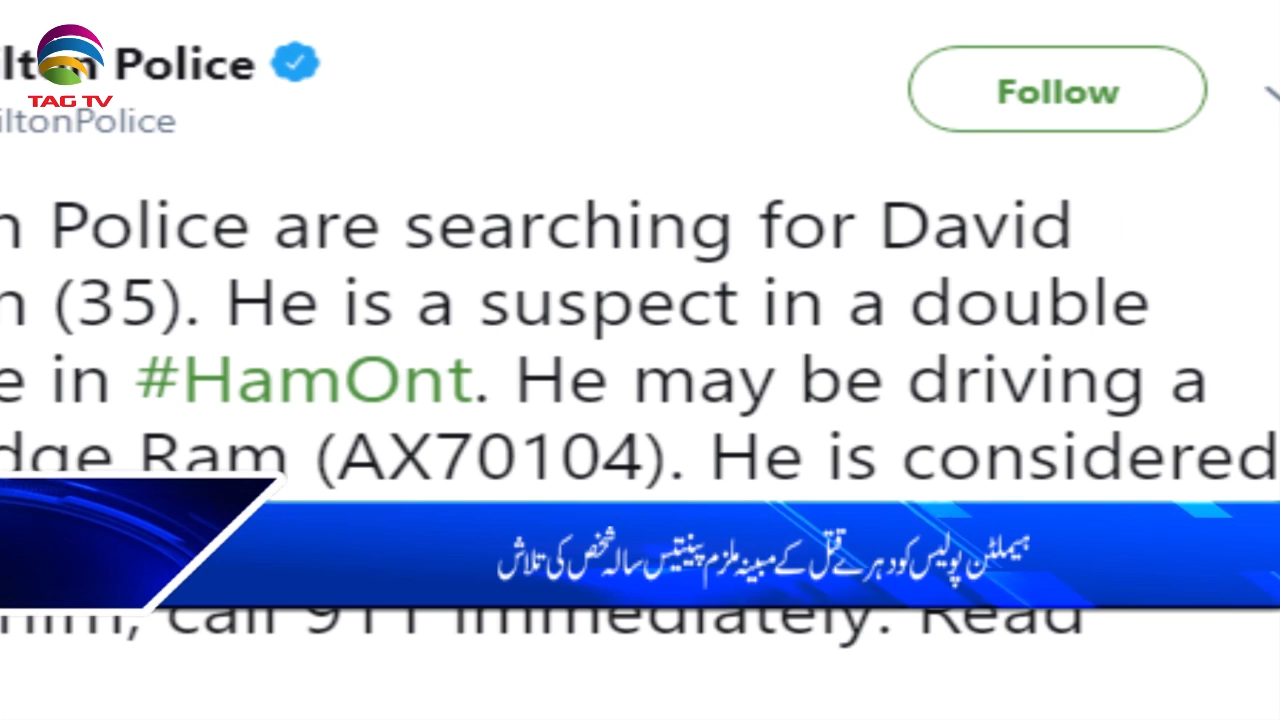 TAG TV
Police
iltonPolice
Follow
Police are searching for David
(35). He is a suspect in a double
in #HamOnt. He may be driving a
Ram (AX70104). He is considered
ہیملٹن پولیس کو دہرے قتل کے مبینہ ملزم پینتیس سالہ شخص کی تلاش
him, call 911 immediately. Read